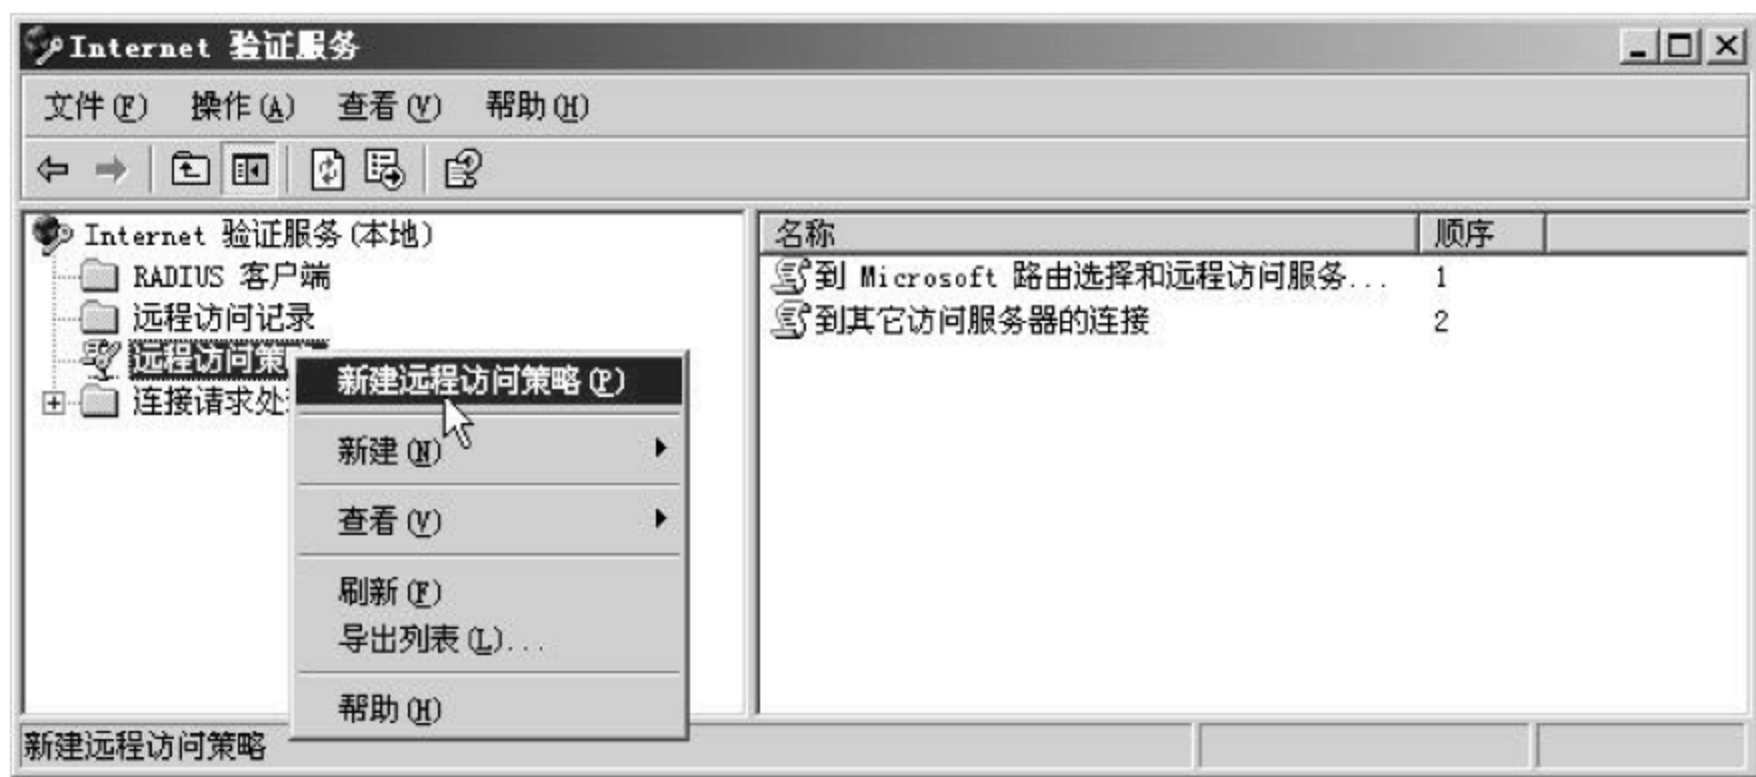 Internet 验证服务
文件(F) 操作(A) 查看(V) 帮助(H)
Internet 验证服务(本地)
RADIUS 客户端
远程访问记录
远程访问策
连接请求处
名称 顺序
到 Microsoft 路由选择和远程访问服务... 1
到其它访问服务器的连接 2
新建远程访问策略(P)
新建(N)
查看(V)
刷新(F)
导出列表(L)...
帮助(H)
新建远程访问策略